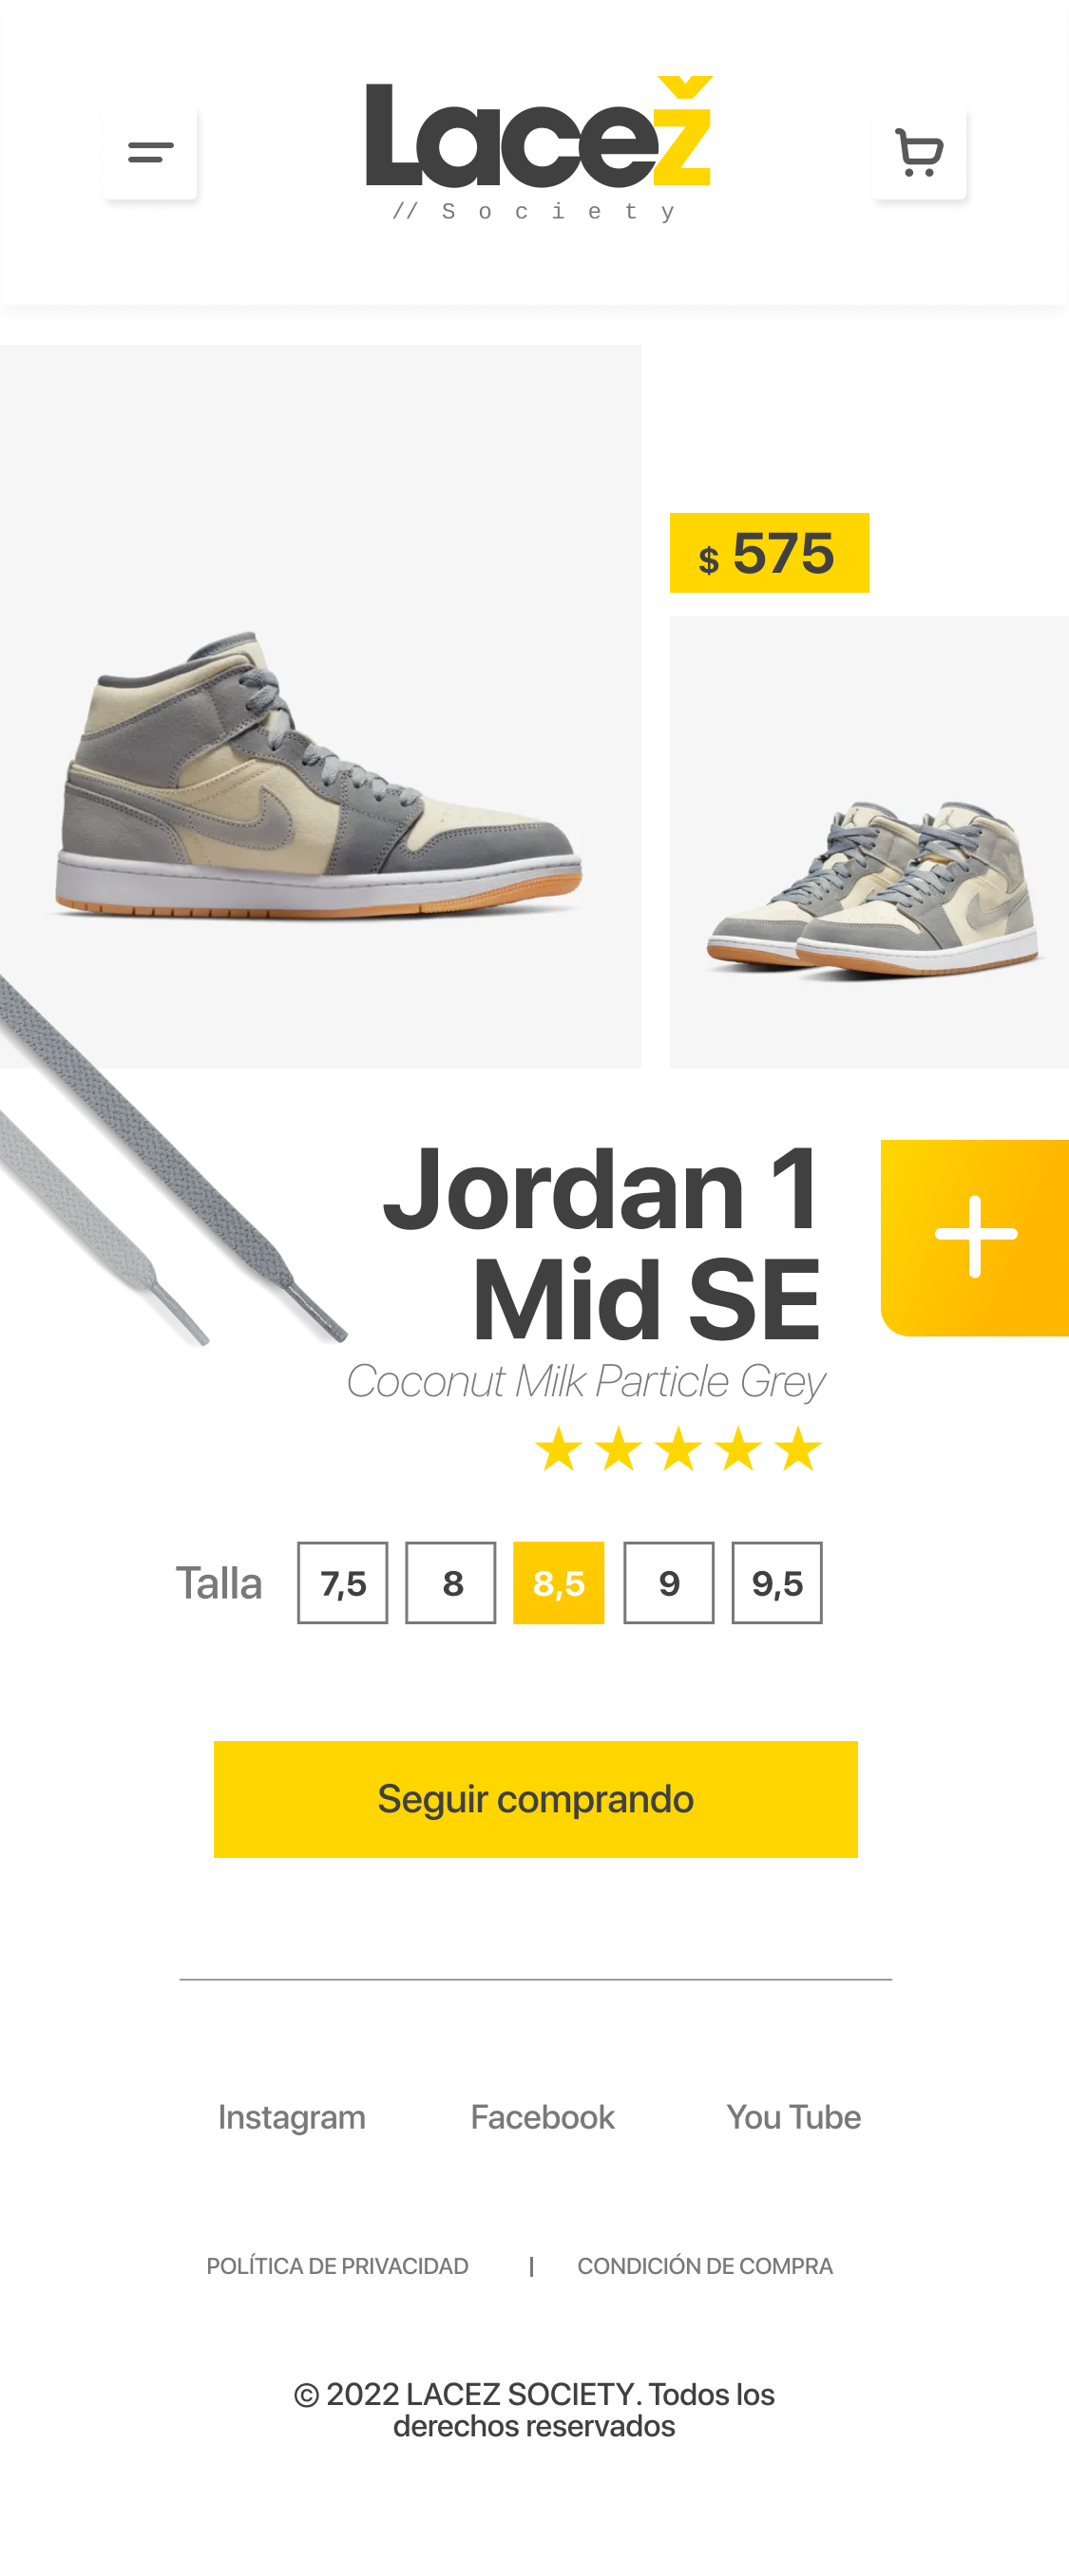 Lacež
// Society
$ 575
Jordan 1
Mid SE
Coconut Milk Particle Grey
Talla 7,5 8 8,5 9 9,5
Seguir comprando
Instagram Facebook You Tube
POLÍTICA DE PRIVACIDAD | CONDICIÓN DE COMPRA
© 2022 LACEZ SOCIETY. Todos los
derechos reservados